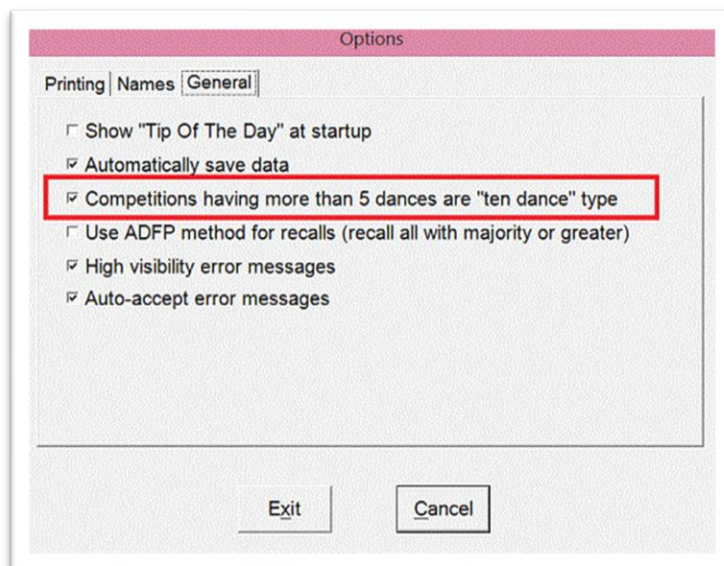 Options
Printing Names General
Show "Tip Of The Day" at startup
Automatically save data
Competitions having more than 5 dances are "ten dance" type
Use ADFP method for recalls (recall all with majority or greater)
High visibility error messages
Auto-accept error messages
Exit Cancel